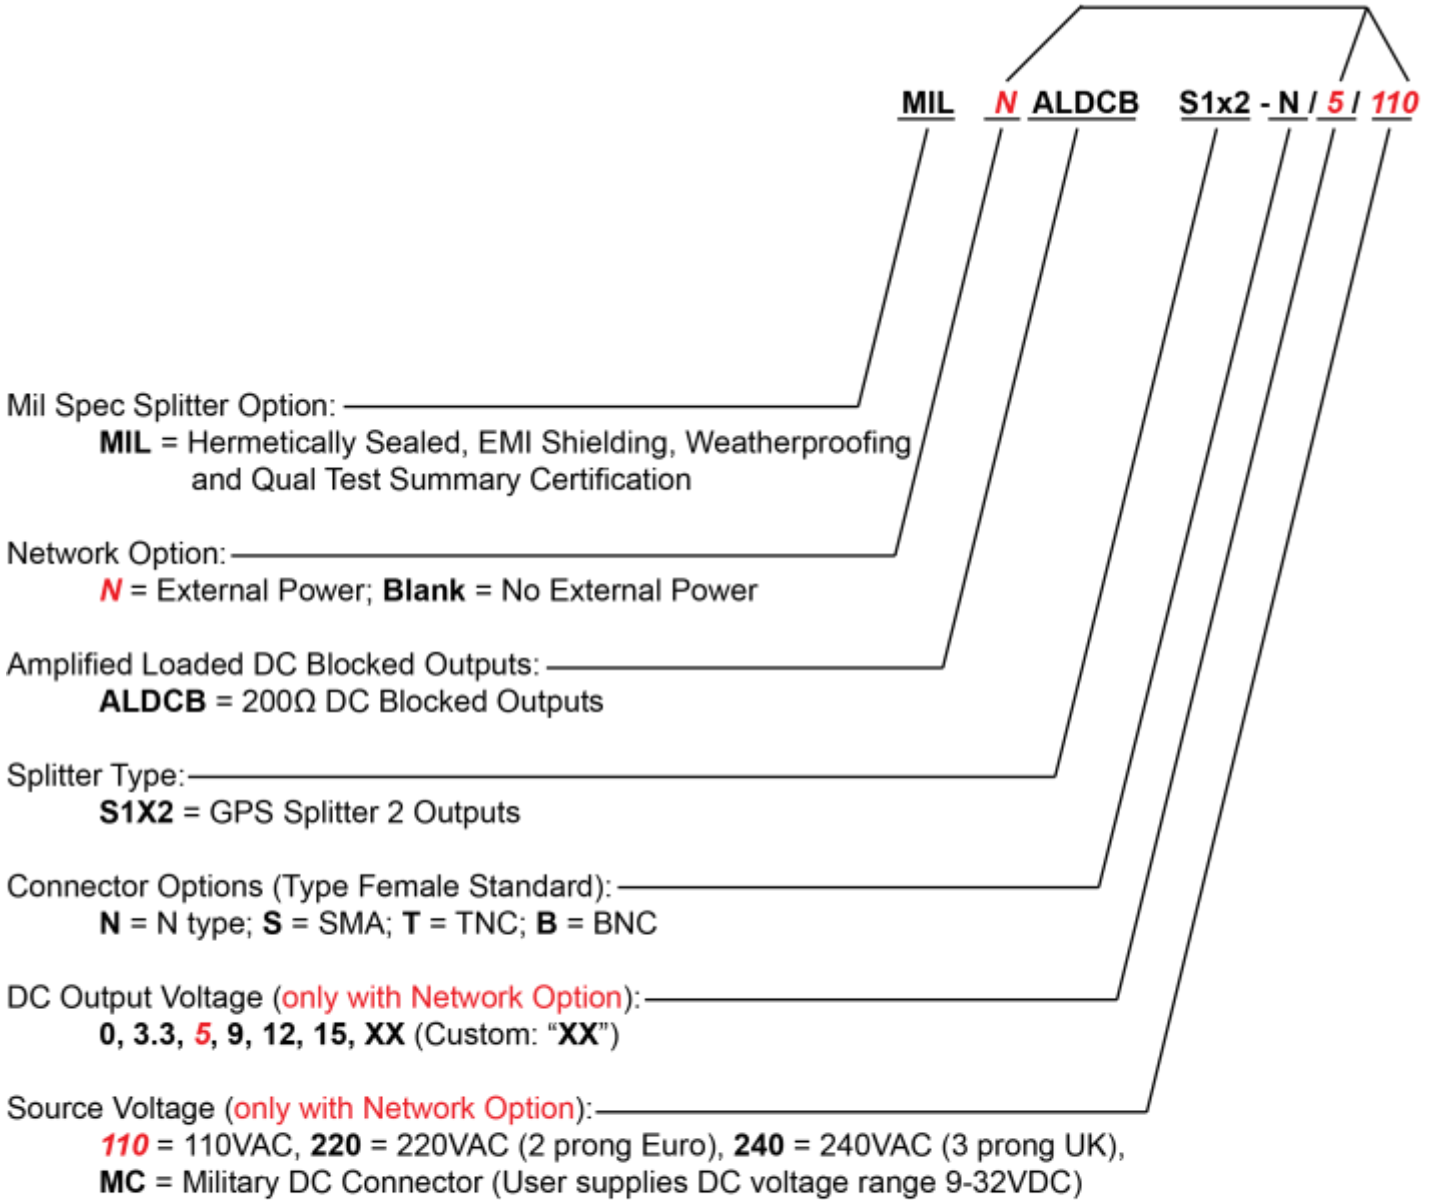 MIL N ALDCB S1x2 - N / 5 / 110
Mil Spec Splitter Option:
MIL = Hermetically Sealed, EMI Shielding, Weatherproofing
and Qual Test Summary Certification
Network Option:
N = External Power; Blank = No External Power
Amplified Loaded DC Blocked Outputs:
ALDCB = 200Ω DC Blocked Outputs
Splitter Type:
S1X2 = GPS Splitter 2 Outputs
Connector Options (Type Female Standard):
N = N type; S = SMA; T = TNC; B = BNC
DC Output Voltage (only with Network Option):
0, 3.3, 5, 9, 12, 15, XX (Custom: “XX”)
Source Voltage (only with Network Option):
110 = 110VAC, 220 = 220VAC (2 prong Euro), 240 = 240VAC (3 prong UK),
MC = Military DC Connector (User supplies DC voltage range 9-32VDC)